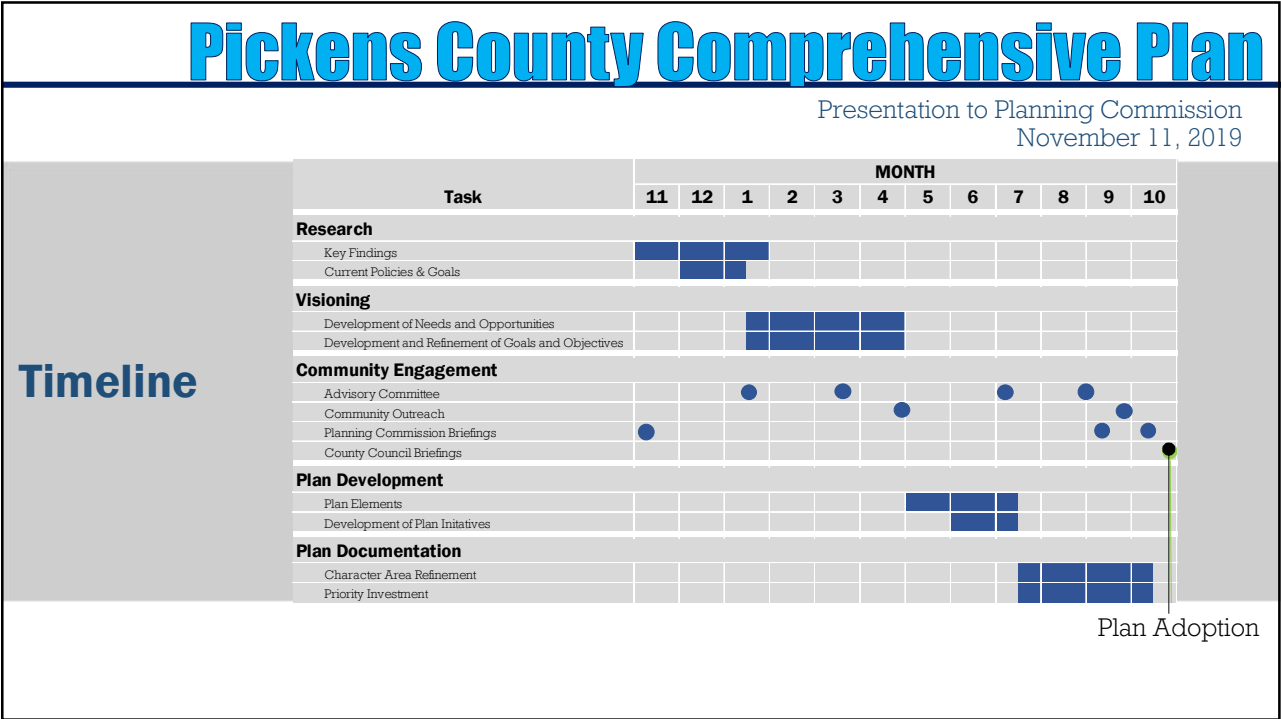 Pickens County Comprehensive Plan
Presentation to Planning Commission
November 11, 2019
Timeline
MONTH
Task 11 12 1 2 3 4 5 6 7 8 9 10
Research
Key Findings
Current Policies & Goals
Visioning
Development of Needs and Opportunities
Development and Refinement of Goals and Objectives
Community Engagement
Advisory Committee
Community Outreach
Planning Commission Briefings
County Council Briefings
Plan Development
Plan Elements
Development of Plan Initatives
Plan Documentation
Character Area Refinement
Priority Investment
Plan Adoption